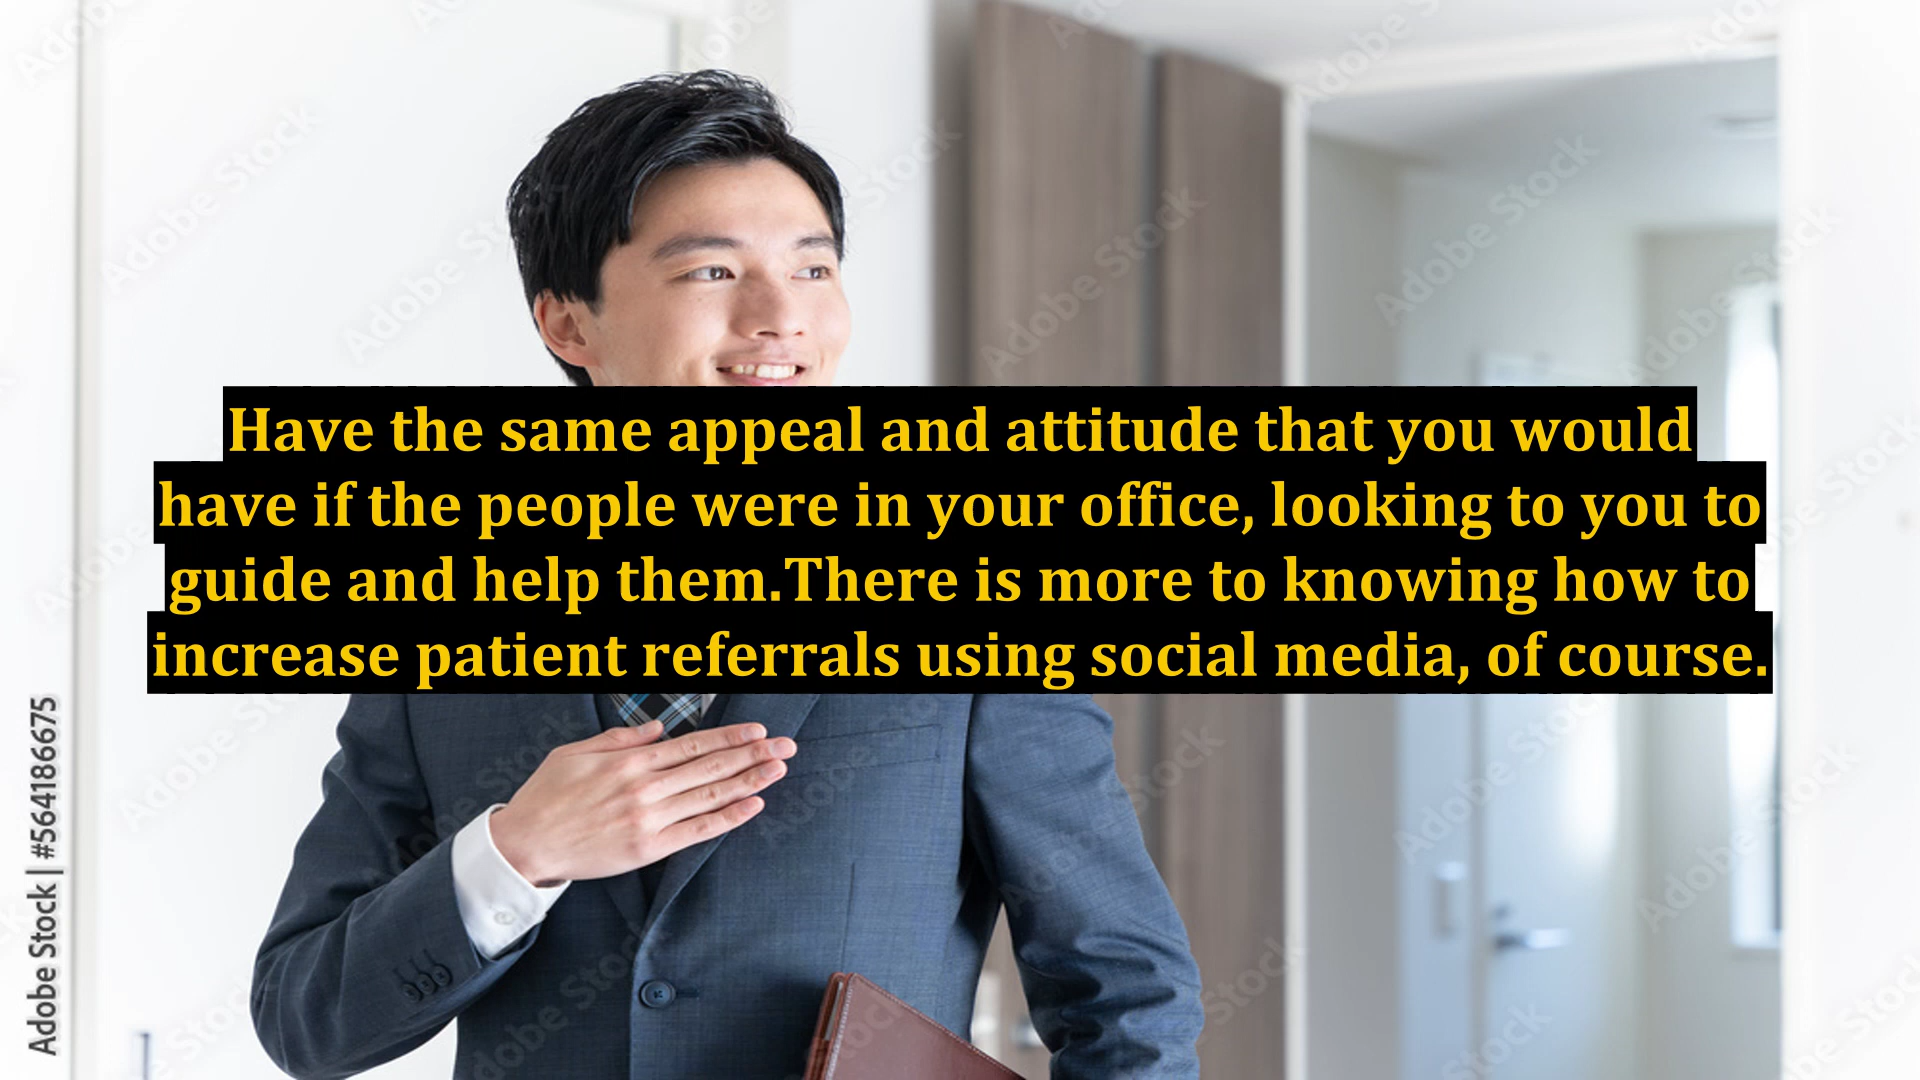 Have the same appeal and attitude that you would
have if the people were in your office, looking to you to
guide and help them.There is more to knowing how to
increase patient referrals using social media, of course.
Adobe Stock | #564186675
Adobe Stock